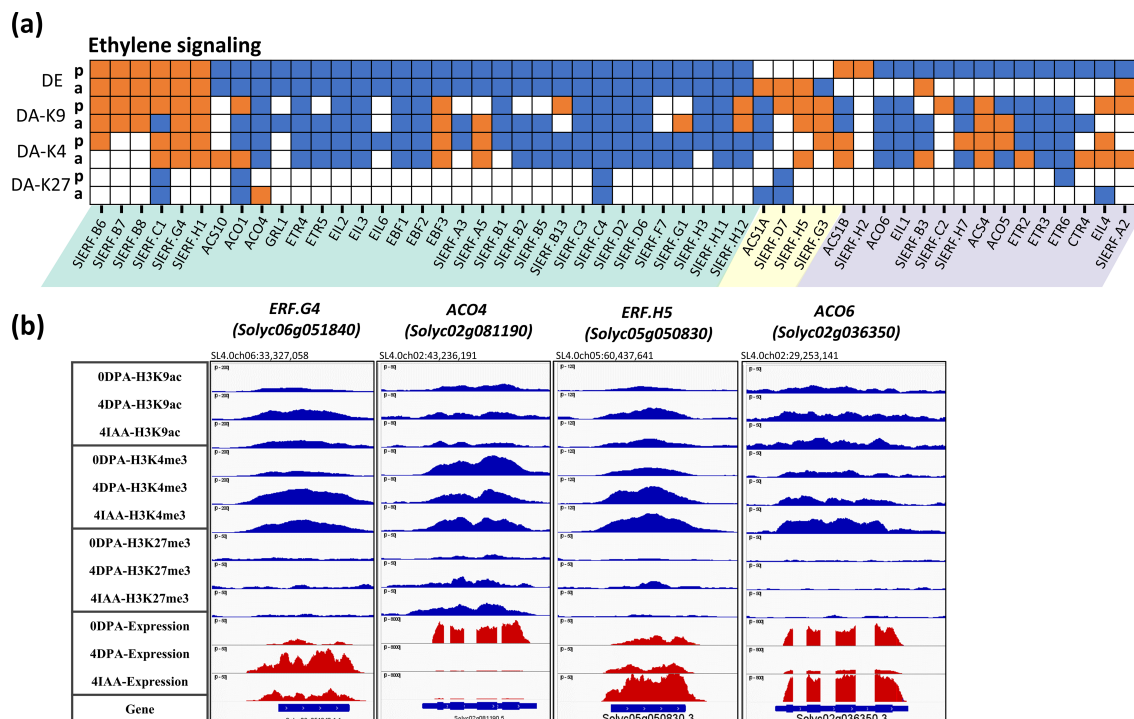 (a)
Ethylene signaling
DE
p
a
DA-K9
p
a
DA-K4
p
a
DA-K27
p
a
SlERF.B6
SlERF.B7
SlERF.B8
SlERF.C1
SlERF.G4
SlERF.H1
ACS10
ACO1
ACO4
GRL1
ETR4
ETR5
EIL2
EIL3
EIL6
EBF1
EBF2
EBF3
SlERF.A3
SlERF.A5
SlERF.B1
SlERF.B2
SlERF.B5
SlERF.B13
SlERF.C3
SlERF.C4
SlERF.D2
SlERF.D6
SlERF.F7
SlERF.G1
SlERF.H3
SlERF.H11
SlERF.H12
ACS1A
SlERF.D7
SlERF.H5
SlERF.G3
ACS1B
SlERF.H2
ACO6
EIL1
SlERF.B3
SlERF.C2
SlERF.H7
ACS4
ACO5
ETR2
ETR3
ETR6
CTR4
EIL4
SlERF.A2
(b)
ERF.G4
(Solyc06g051840)
ACO4
(Solyc02g081190)
ERF.H5
(Solyc05g050830)
ACO6
(Solyc02g036350)
SL4.0ch06:33,327,058
SL4.0ch02:43,236,191
SL4.0ch05:60,437,641
SL4.0ch02:29,253,141
0DPA-H3K9ac
4DPA-H3K9ac
4IAA-H3K9ac
0DPA-H3K4me3
4DPA-H3K4me3
4IAA-H3K4me3
0DPA-H3K27me3
4DPA-H3K27me3
4IAA-H3K27me3
0DPA-Expression
4DPA-Expression
4IAA-Expression
Gene
Solyc02g081190.5
Solyc05g050830.3
Solyc02g036350.3